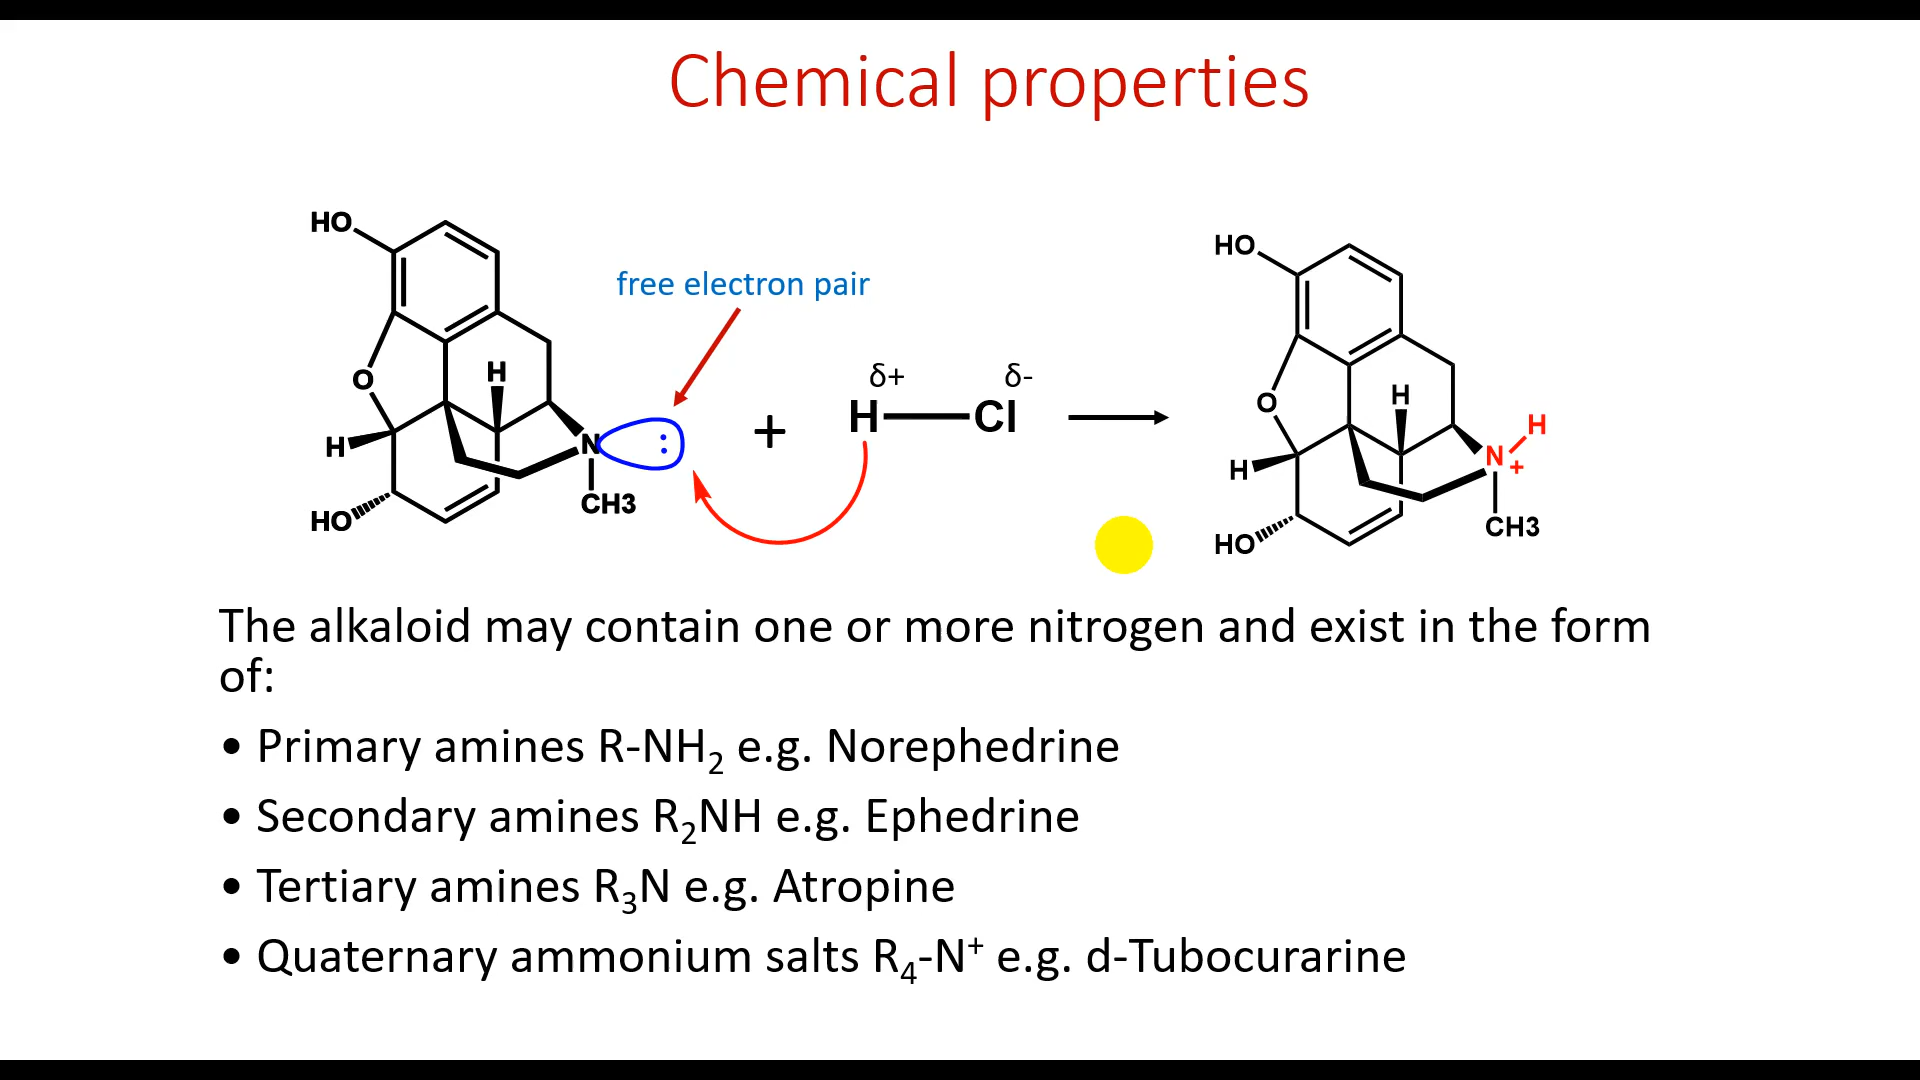 Chemical properties
HO
O
H
H
HO
N
:
CH3
free electron pair
+
δ+ δ-
H Cl
HO
O
H
H
HO
N
+
H
CH3
The alkaloid may contain one or more nitrogen and exist in the form
of:
• Primary amines R-NH₂ e.g. Norephedrine
• Secondary amines R₂NH e.g. Ephedrine
• Tertiary amines R₃N e.g. Atropine
• Quaternary ammonium salts R₄-N⁺ e.g. d-Tubocurarine